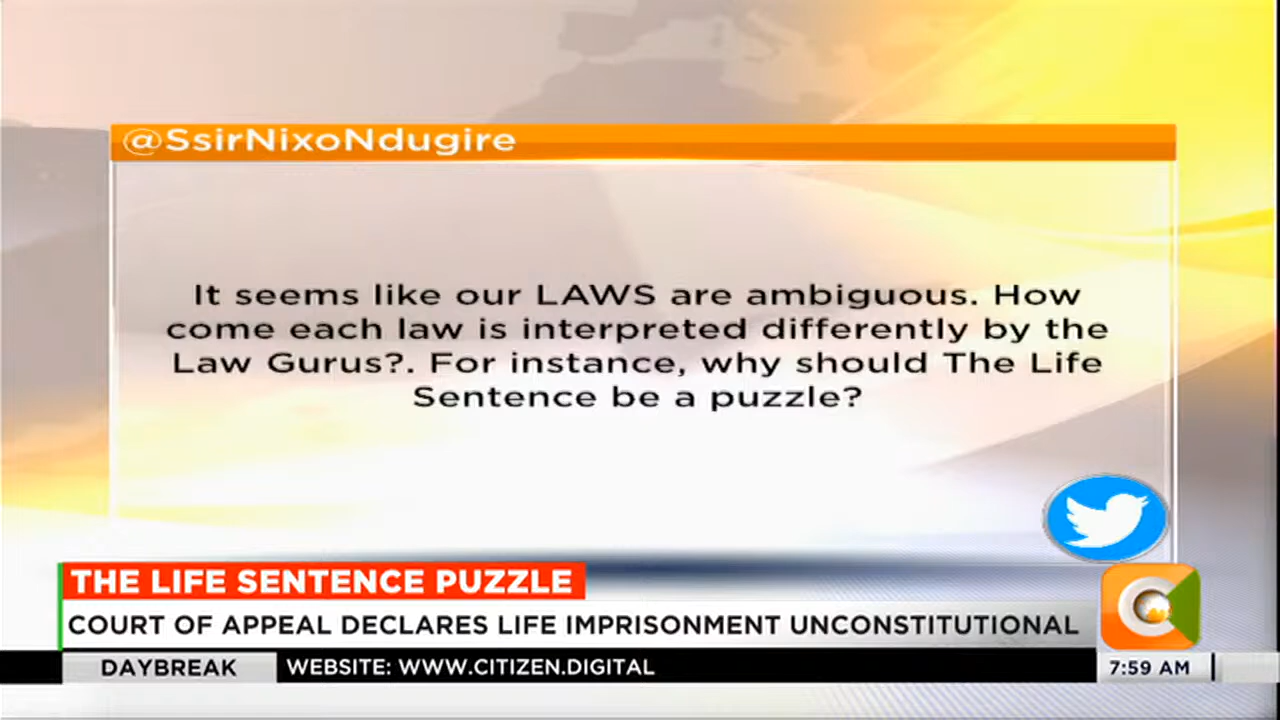 @SsirNixoNdugire
It seems like our LAWS are ambiguous. How
come each law is interpreted differently by the
Law Gurus?. For instance, why should The Life
Sentence be a puzzle?
THE LIFE SENTENCE PUZZLE
COURT OF APPEAL DECLARES LIFE IMPRISONMENT UNCONSTITUTIONAL
DAYBREAK WEBSITE: WWW.CITIZEN.DIGITAL 7:59 AM